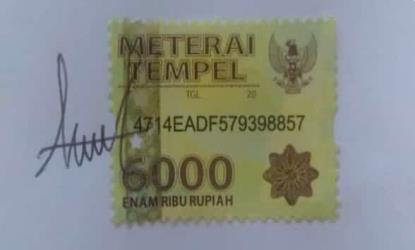 METERAI
TEMPEL
TGL. 20
4714EADF579398857
6000
ENAM RIBU RUPIAH